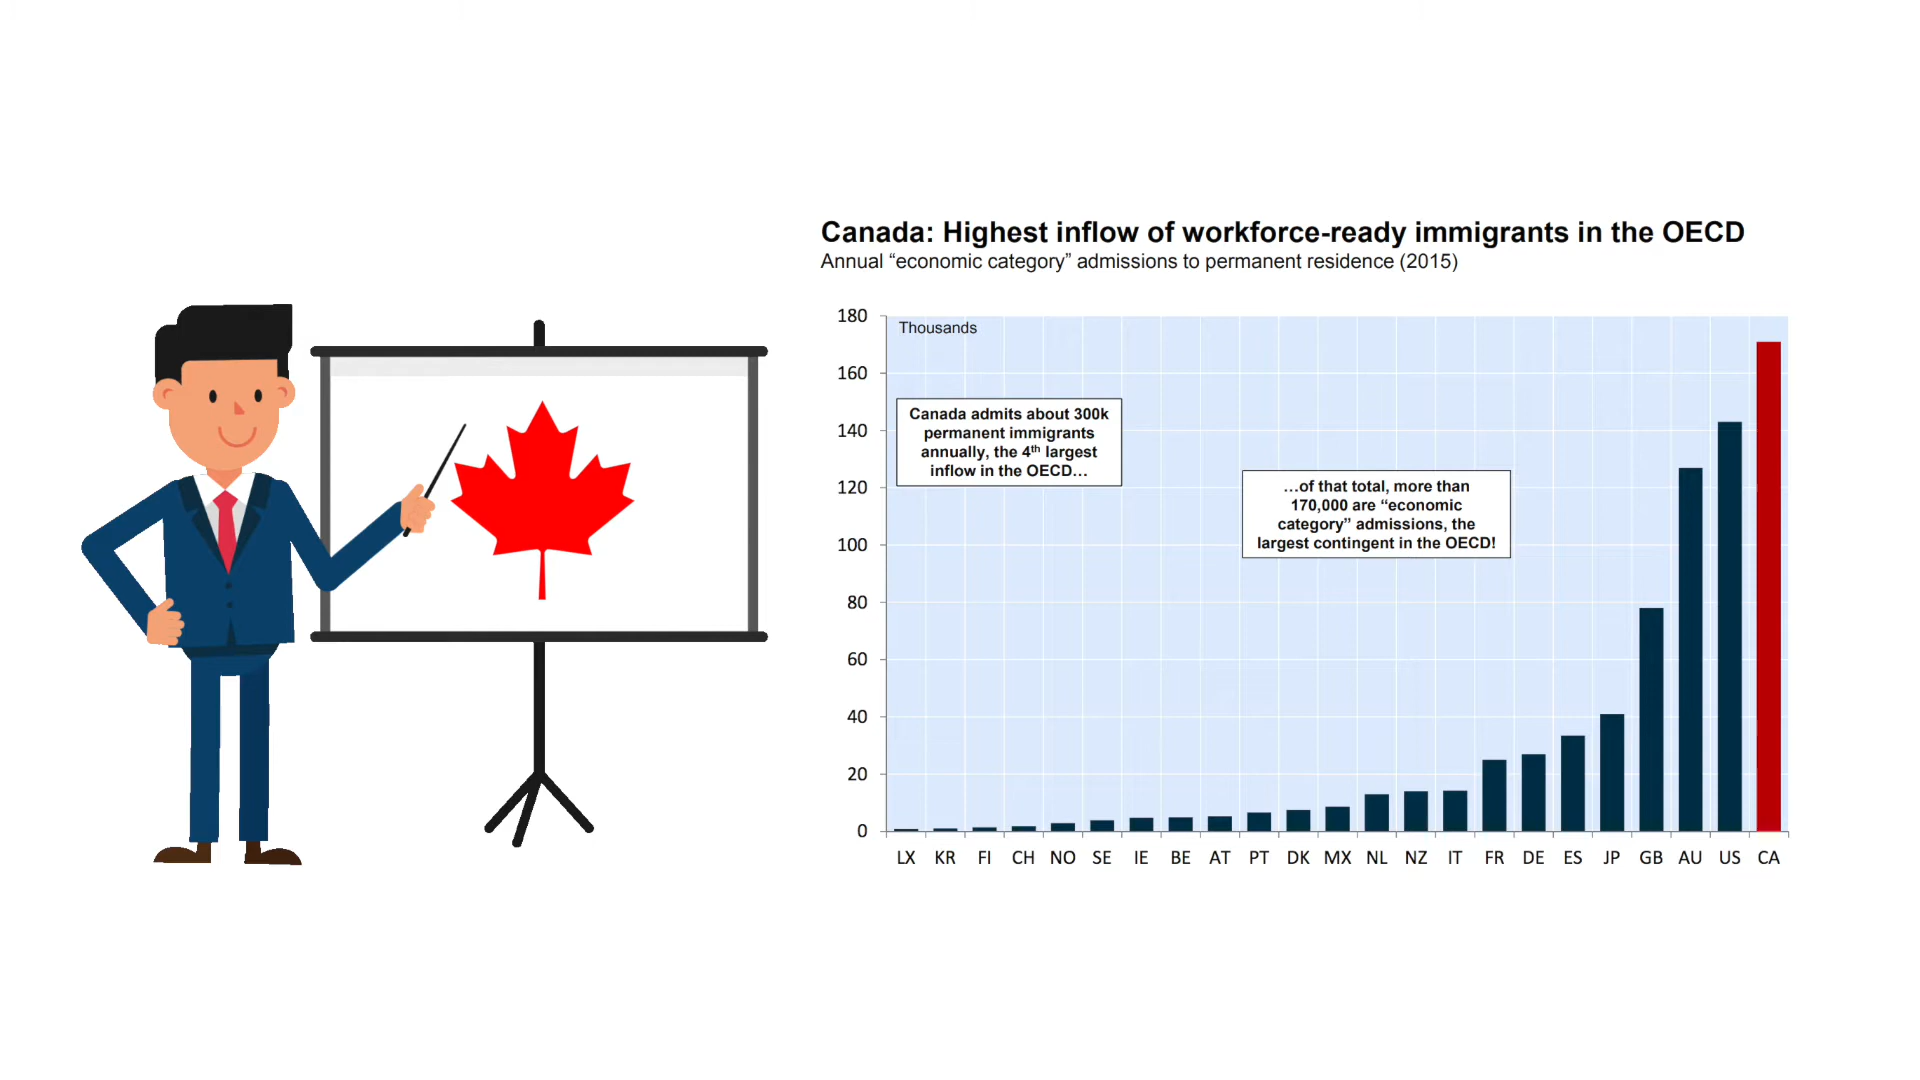 Canada: Highest inflow of workforce-ready immigrants in the OECD
Annual “economic category” admissions to permanent residence (2015)
Thousands
180
160
140
120
100
80
60
40
20
0
Canada admits about 300k
permanent immigrants
annually, the 4th largest
inflow in the OECD…
…of that total, more than
170,000 are “economic
category” admissions, the
largest contingent in the OECD!
LX KR FI CH NO SE IE BE AT PT DK MX NL NZ IT FR DE ES JP GB AU US CA